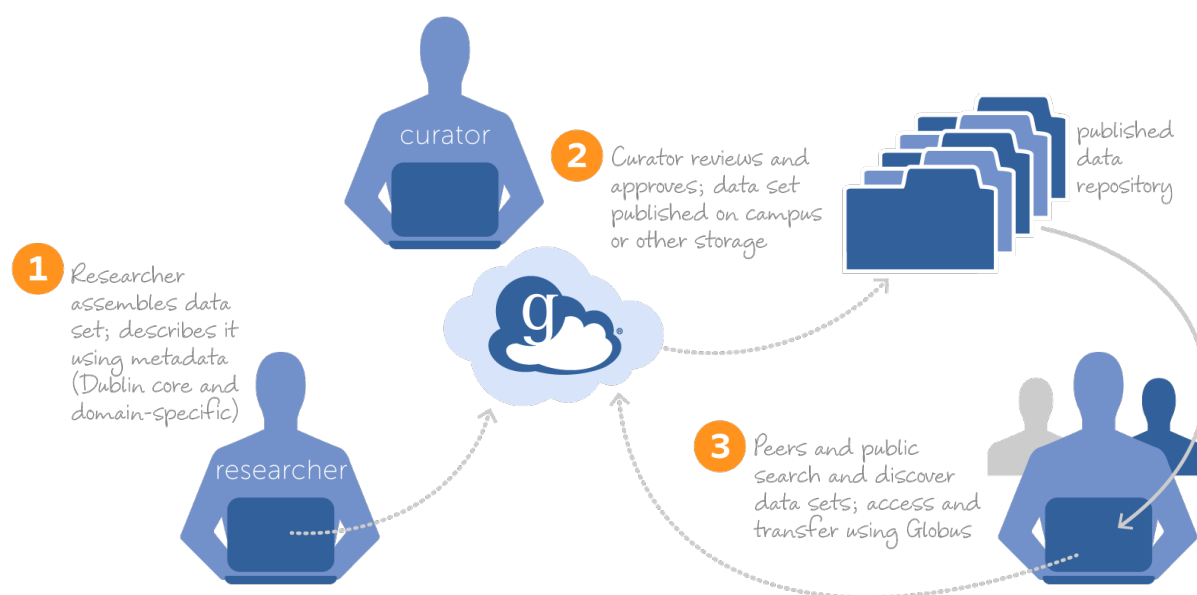 curator
2
Curator reviews and
approves; data set
published on campus
or other storage
published
data
repository
1
Researcher
assembles data
set; describes it
using metadata
(Dublin core and
domain-specific)
researcher
g
®
3
Peers and public
search and discover
data sets; access and
transfer using Globus